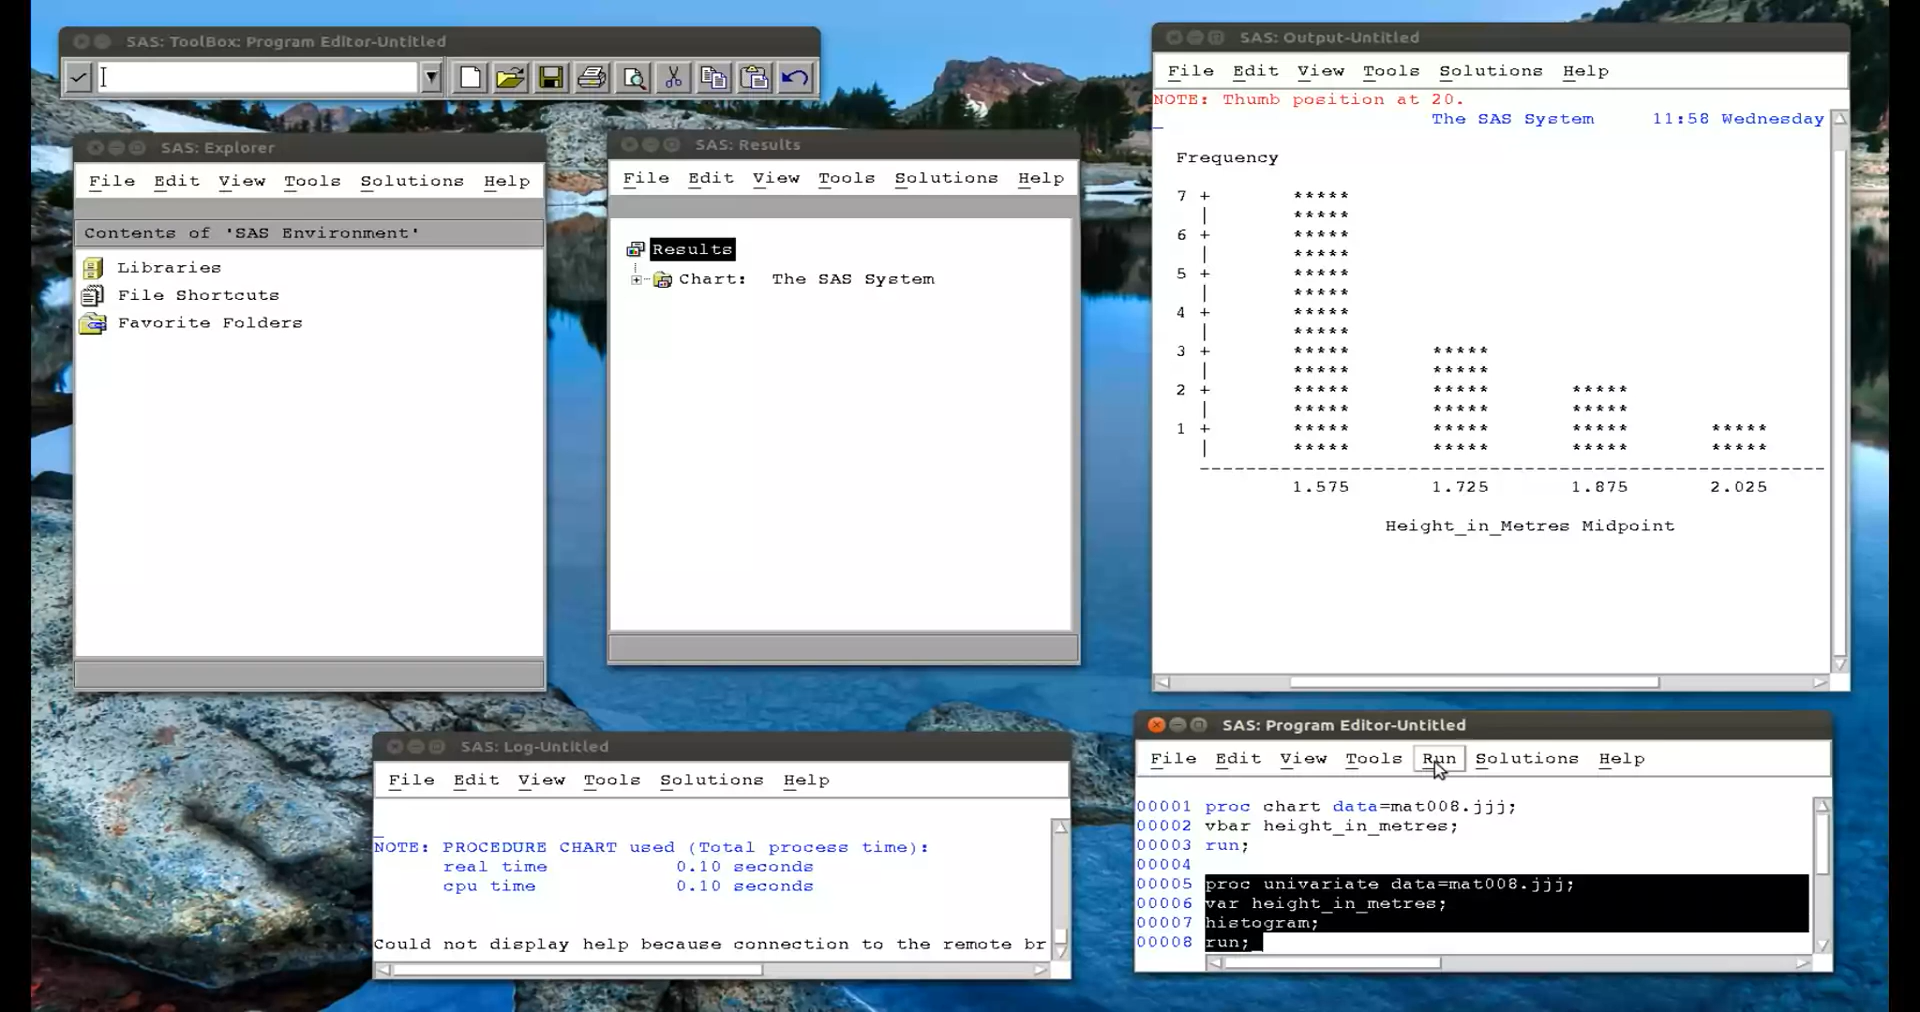 SAS: ToolBox: Program Editor-Untitled
SAS: Explorer
File Edit View Tools Solutions Help
Contents of 'SAS Environment'
Libraries
File Shortcuts
Favorite Folders
SAS: Results
File Edit View Tools Solutions Help
Results
Chart: The SAS System
SAS: Output-Untitled
File Edit View Tools Solutions Help
NOTE: Thumb position at 20.
The SAS System 11:58 Wednesday
Frequency
7 + *****
| *****
6 + *****
| *****
5 + *****
| *****
4 + *****
| *****
3 + ***** *****
| ***** *****
2 + ***** ***** *****
| ***** ***** *****
1 + ***** ***** ***** *****
| ***** ***** ***** *****
--------------------------------------------------------
1.575 1.725 1.875 2.025
Height_in_Metres Midpoint
SAS: Log-Untitled
File Edit View Tools Solutions Help
NOTE: PROCEDURE CHART used (Total process time):
real time 0.10 seconds
cpu time 0.10 seconds
Could not display help because connection to the remote br
SAS: Program Editor-Untitled
File Edit View Tools Run Solutions Help
00001 proc chart data=mat008.jjj;
00002 vbar height_in_metres;
00003 run;
00004
00005 proc univariate data=mat008.jjj;
00006 var height_in_metres;
00007 histogram;
00008 run;